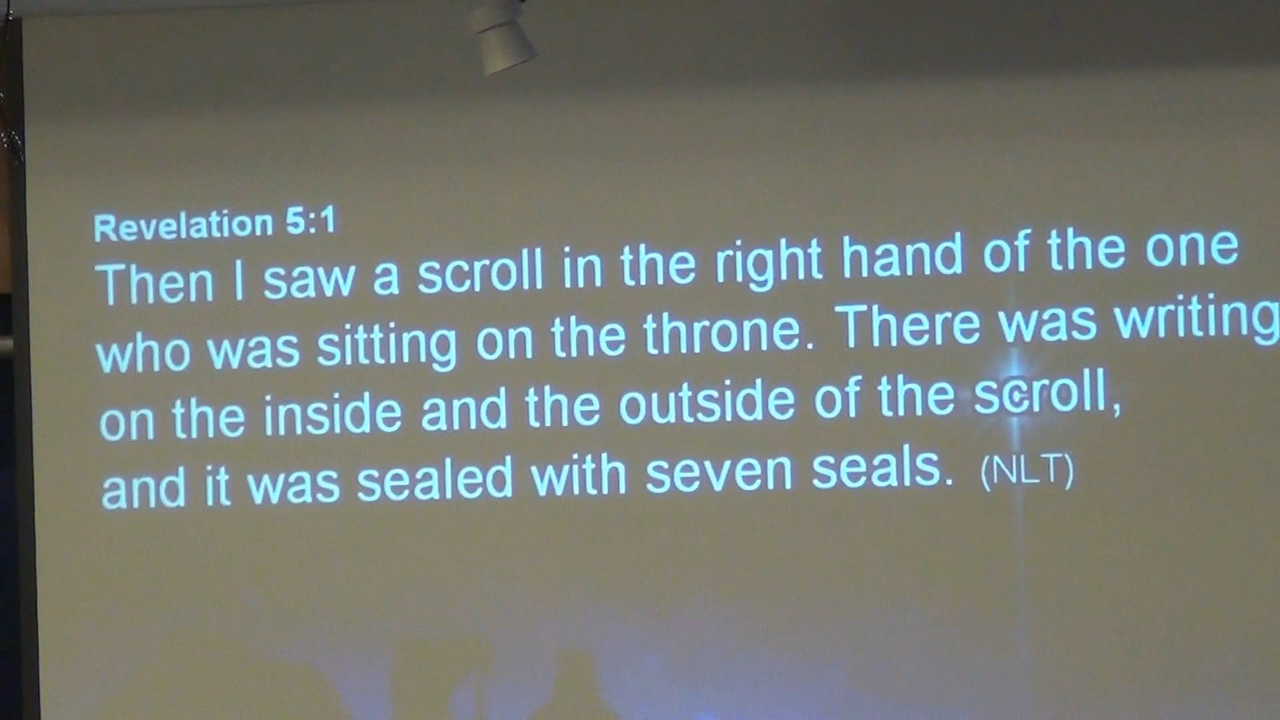 Revelation 5:1
Then I saw a scroll in the right hand of the one
who was sitting on the throne. There was writing
on the inside and the outside of the scroll,
and it was sealed with seven seals. (NLT)